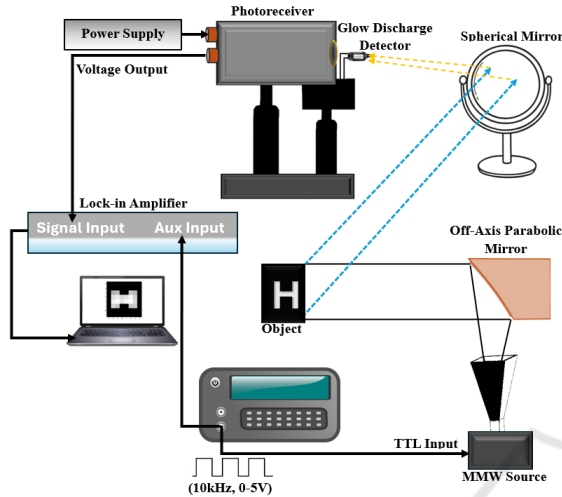 Photoreceiver
Power Supply
Glow Discharge
Detector
Spherical Mirror
Voltage Output
Lock-in Amplifier
Signal Input
Aux Input
Off-Axis Parabolic
Mirror
H
Object
H
TTL Input
MMW Source
(10kHz, 0-5V)